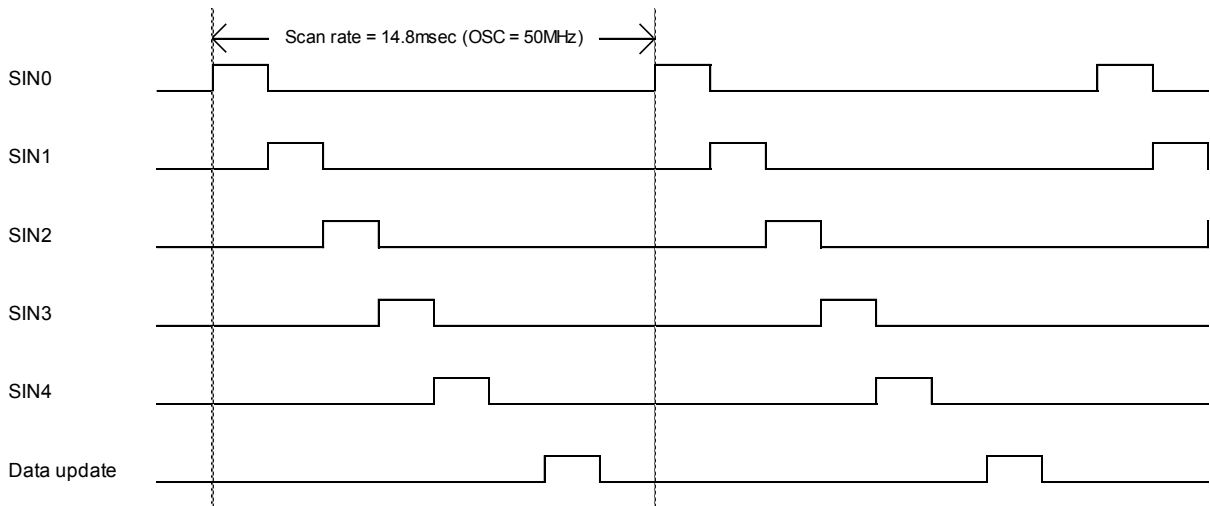 Scan rate = 14.8msec (OSC = 50MHz)
SIN0
SIN1
SIN2
SIN3
SIN4
Data update